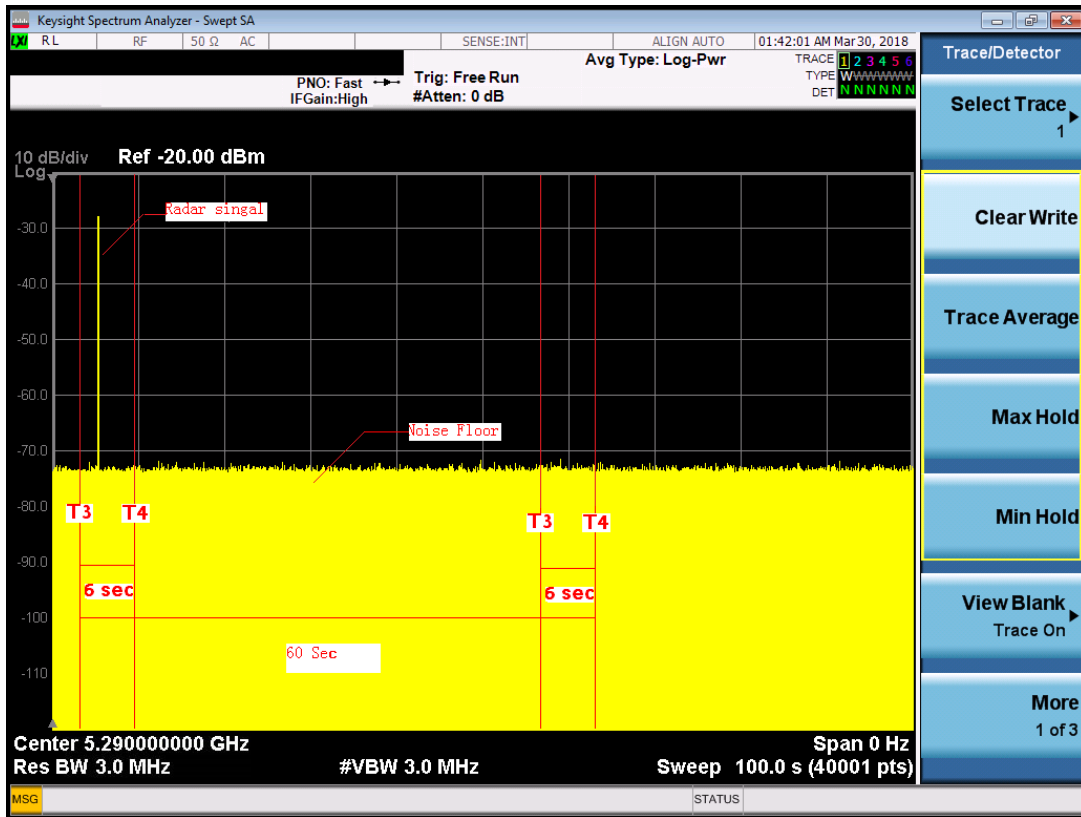 Keysight Spectrum Analyzer - Swept SA
LXI RL RF 50 Ω AC SENSE:INT ALIGN AUTO 01:42:01 AM Mar 30, 2018
PNO: Fast
IFGain:High
Trig: Free Run
#Atten: 0 dB
Avg Type: Log-Pwr
TRACE 1 2 3 4 5 6
TYPE WWWWWW
DET N N N N N N
10 dB/div Ref -20.00 dBm
Log
Radar singal
-30.0
-40.0
-50.0
-60.0
Noise Floor
-70.0
-80.0
T3 T4 T3 T4
-90.0
6 sec 6 sec
-100
60 Sec
-110
Center 5.290000000 GHz Span 0 Hz
Res BW 3.0 MHz #VBW 3.0 MHz Sweep 100.0 s (40001 pts)
MSG STATUS
Trace/Detector
Select Trace
1
Clear Write
Trace Average
Max Hold
Min Hold
View Blank
Trace On
More
1 of 3